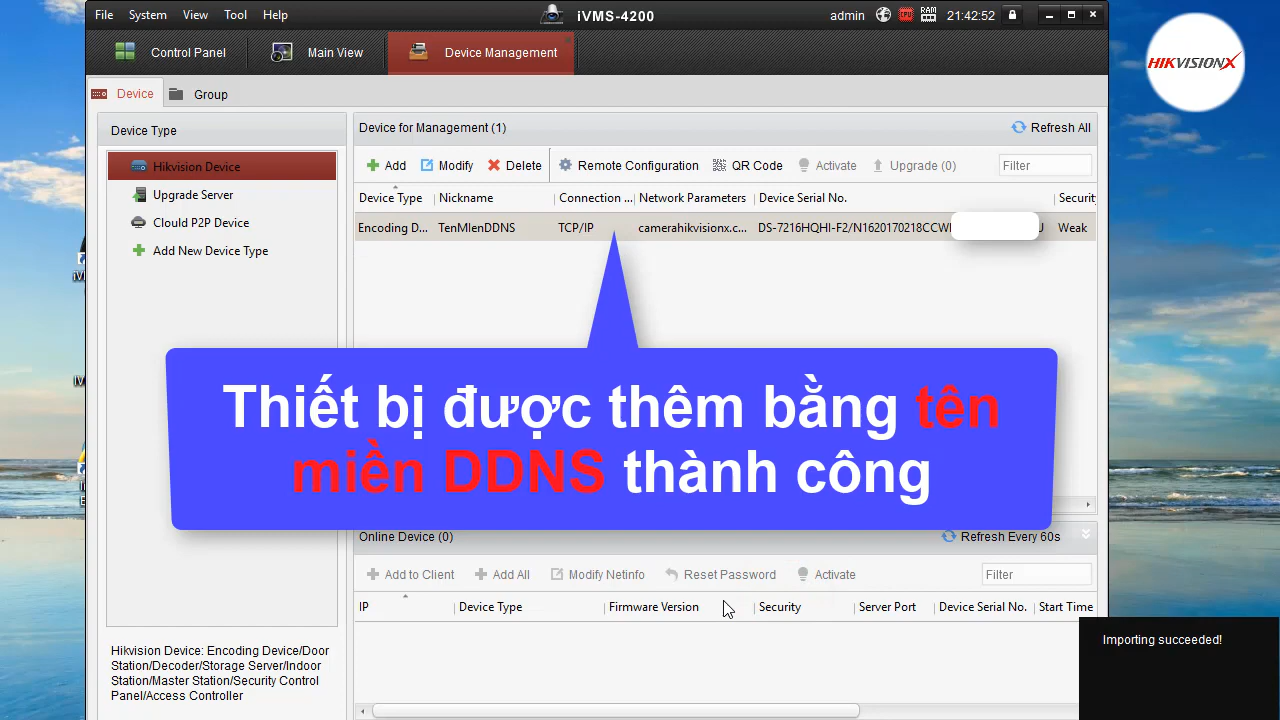 File System View Tool Help iVMS-4200 admin 21:42:52
HIKVISIONX
Control Panel Main View Device Management
Device Group
Device Type
Hikvision Device
Upgrade Server
Clould P2P Device
Add New Device Type
Hikvision Device: Encoding Device/Door
Station/Decoder/Storage Server/Indoor
Station/Master Station/Security Control
Panel/Access Controller
Device for Management (1) Refresh All
Add Modify Delete Remote Configuration QR Code Activate Upgrade (0) Filter
Device Type Nickname Connection ... Network Parameters Device Serial No. Security
Encoding D... TenMIenDDNS TCP/IP camerahikvisionx.c... DS-7216HQHI-F2/N1620170218CCW Weak
Thiết bị được thêm bằng tên
miền DDNS thành công
Online Device (0) Refresh Every 60s
Add to Client Add All Modify Netinfo Reset Password Activate Filter
IP Device Type Firmware Version Security Server Port Device Serial No. Start Time
Importing succeeded!